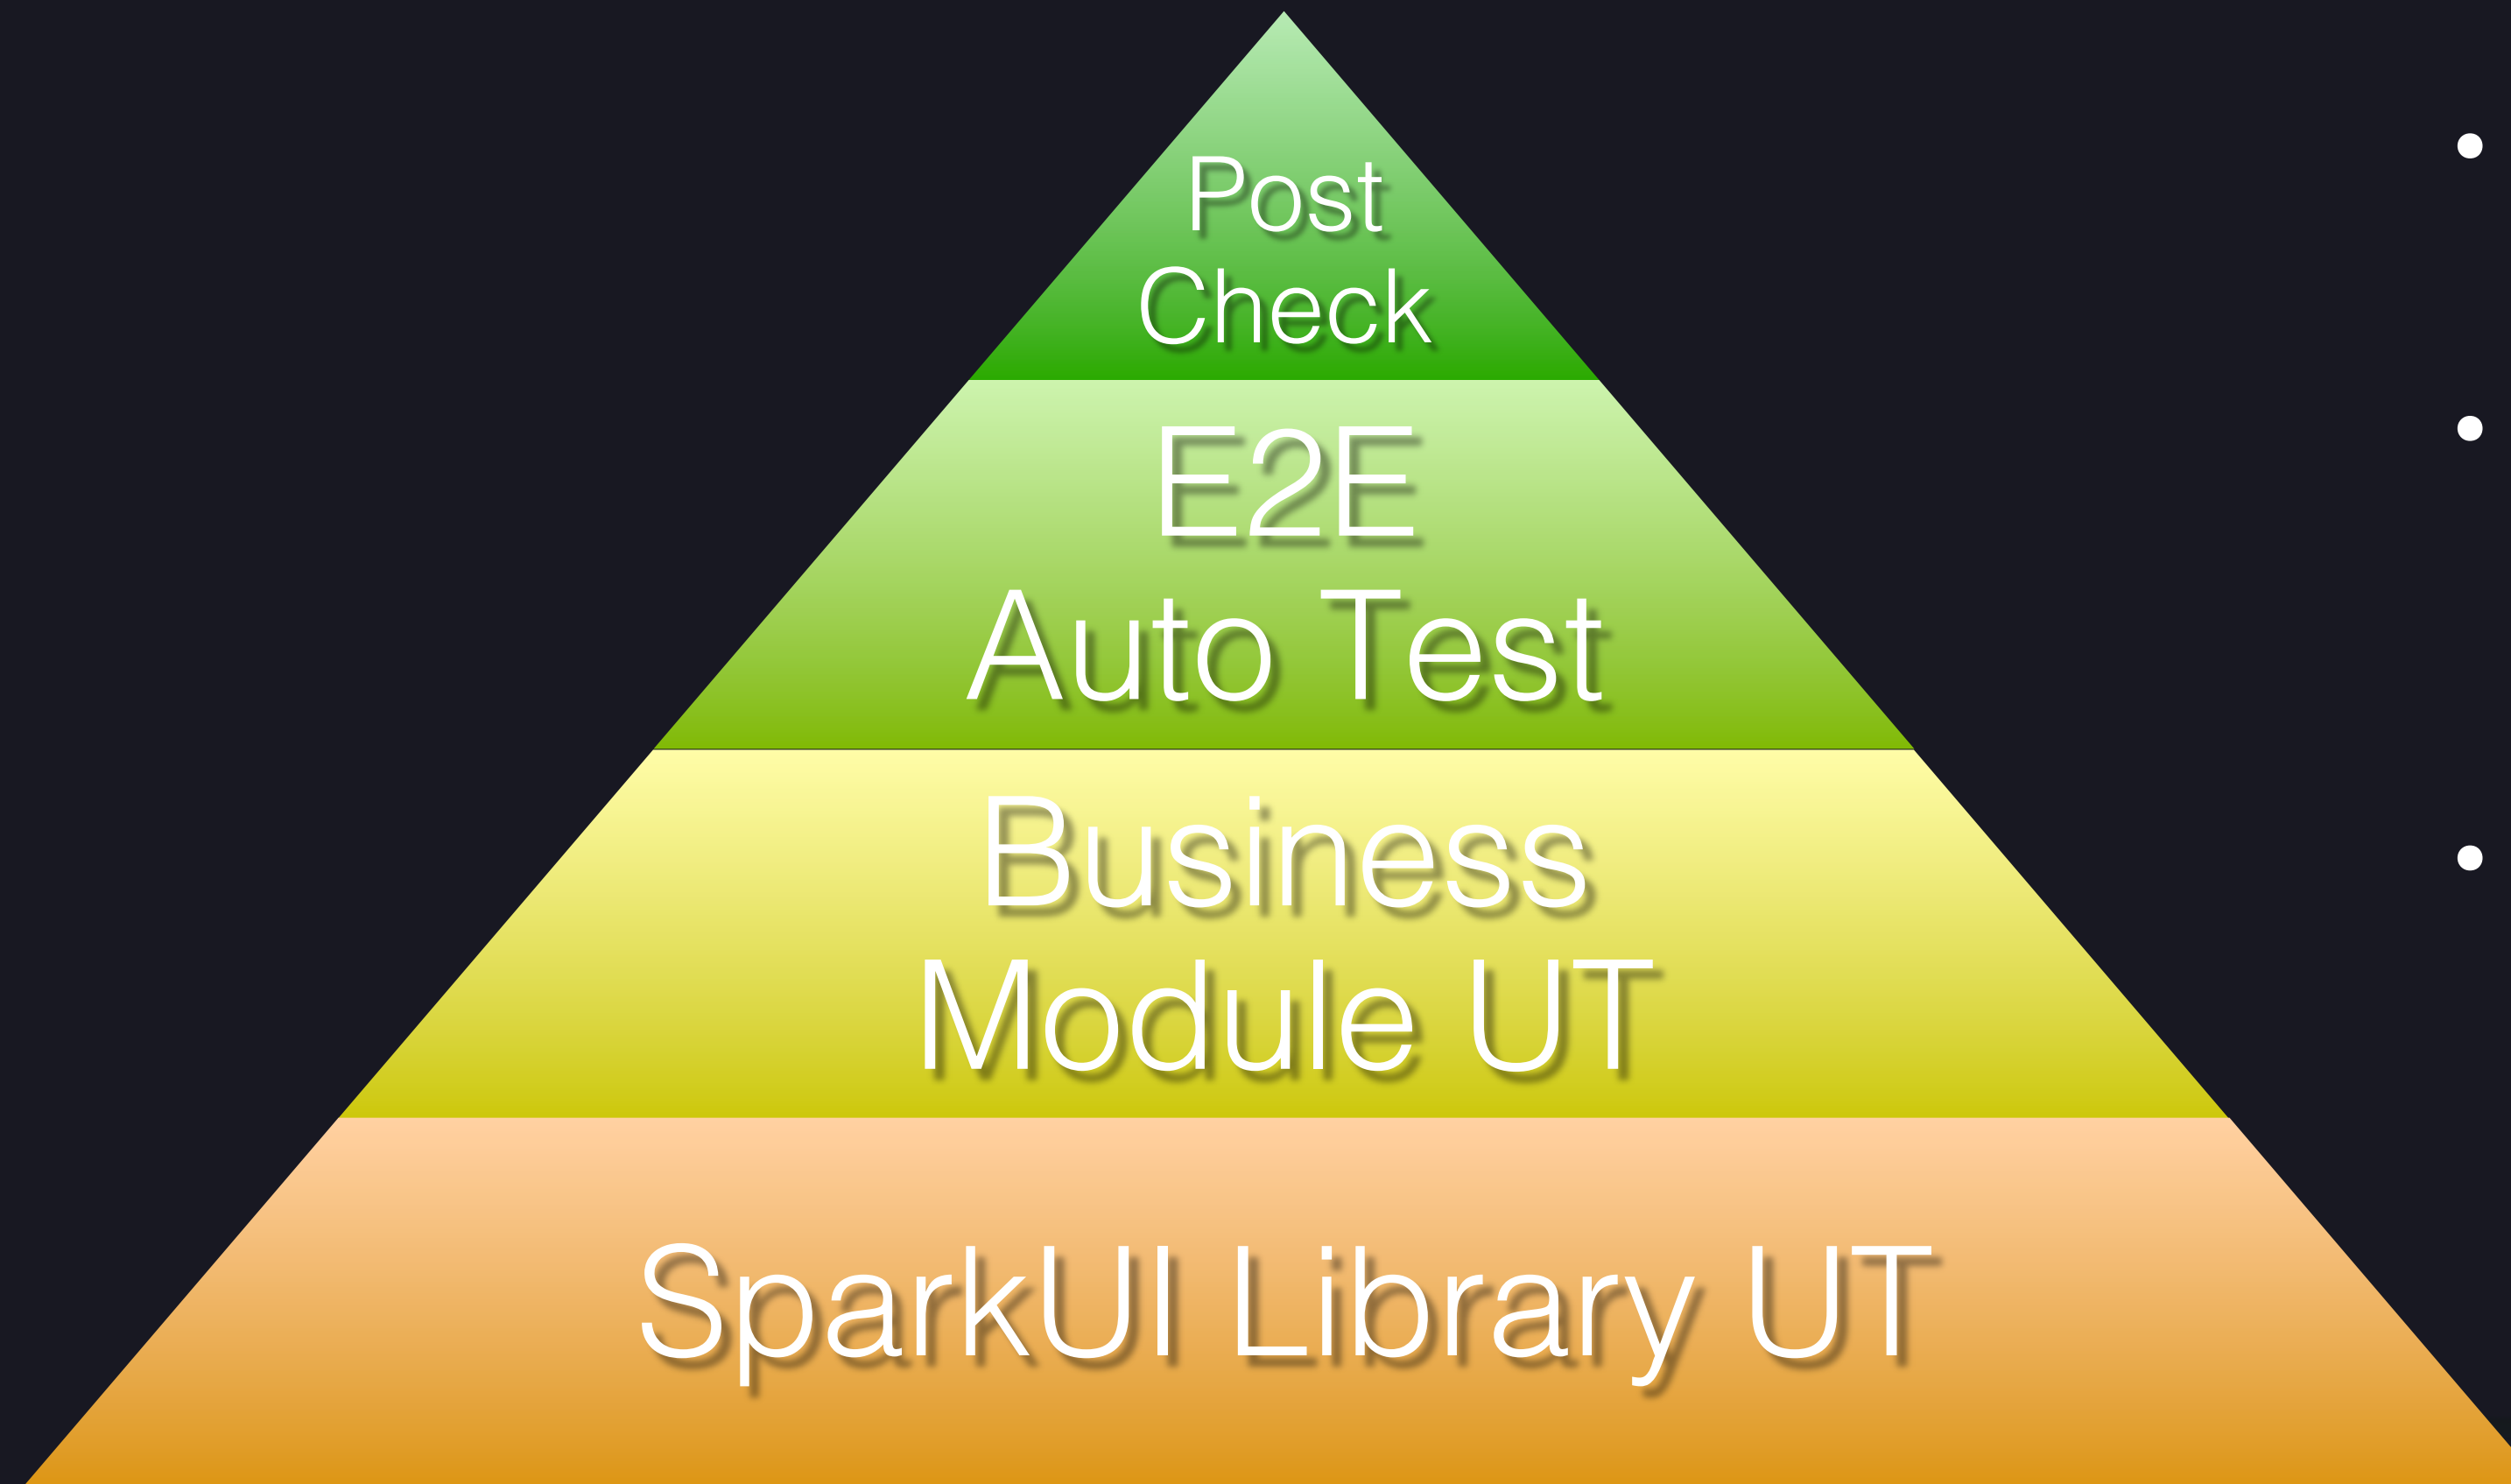 Post
Check
E2E
Auto Test
Business
Module UT
SparkUI Library UT